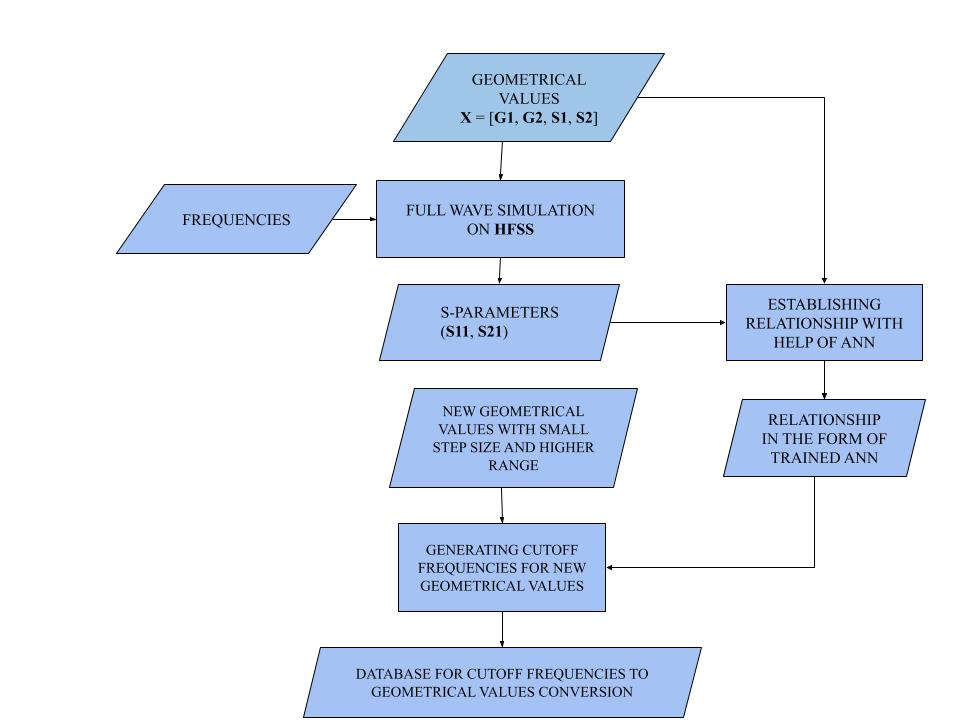 GEOMETRICAL
VALUES
X = [G1, G2, S1, S2]
FREQUENCIES
FULL WAVE SIMULATION
ON HFSS
S-PARAMETERS
(S11, S21)
ESTABLISHING
RELATIONSHIP WITH
HELP OF ANN
NEW GEOMETRICAL
VALUES WITH SMALL
STEP SIZE AND HIGHER
RANGE
RELATIONSHIP
IN THE FORM OF
TRAINED ANN
GENERATING CUTOFF
FREQUENCIES FOR NEW
GEOMETRICAL VALUES
DATABASE FOR CUTOFF FREQUENCIES TO
GEOMETRICAL VALUES CONVERSION